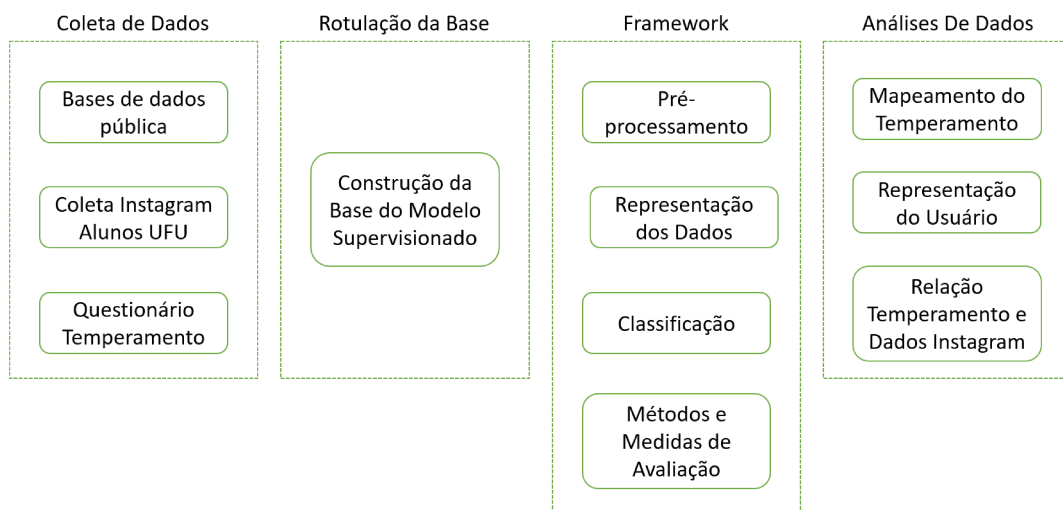 Coleta de Dados
Bases de dados
pública
Coleta Instagram
Alunos UFU
Questionário
Temperamento
Rotulação da Base
Construção da
Base do Modelo
Supervisionado
Framework
Pré-
processamento
Representação
dos Dados
Classificação
Métodos e
Medidas de
Avaliação
Análises De Dados
Mapeamento do
Temperamento
Representação
do Usuário
Relação
Temperamento e
Dados Instagram